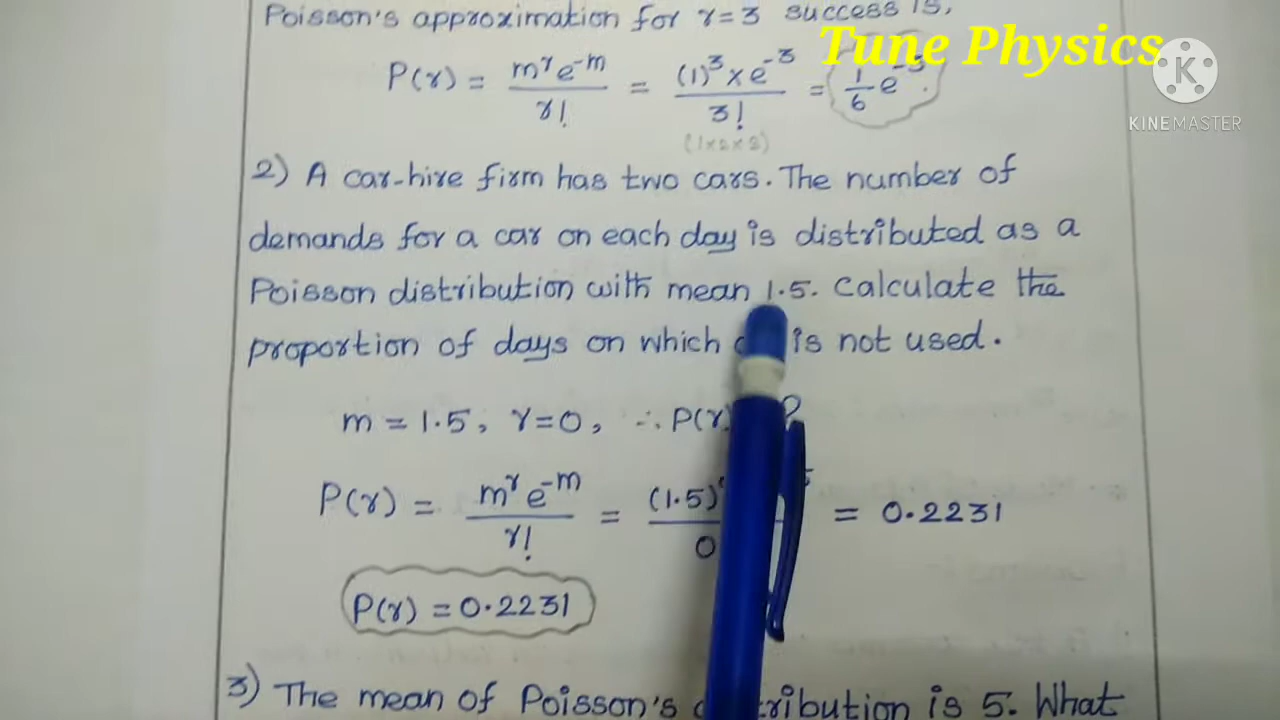 Poisson's approximation for r=3 success is,
Tune Physics
P(r) = m^r e^-m / r! = (1)^3 x e^-3 / 3! = 1/6 e^-3.
(1x2x3)
KINEMASTER
2) A car-hire firm has two cars. The number of
demands for a car on each day is distributed as a
Poisson distribution with mean 1.5. Calculate the
proportion of days on which is not used.
m = 1.5, r=0, ∴ P(r)
P(r) = m^r e^-m / r! = (1.5) / 0 = 0.2231
P(r) = 0.2231
3) The mean of Poisson's distribution is 5. What